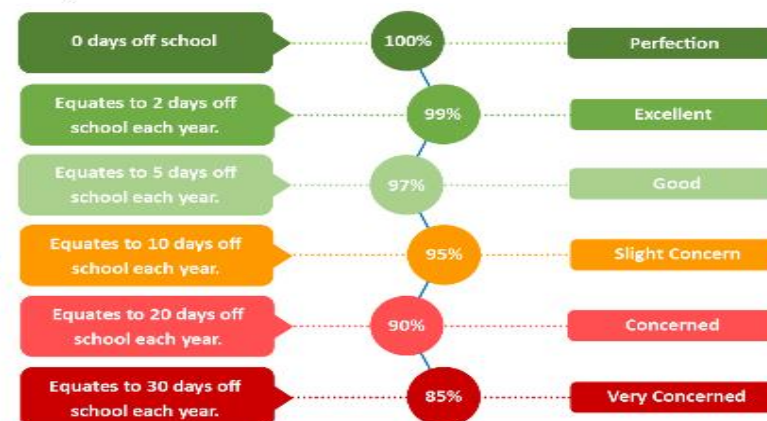 0 days off school
100%
Perfection
Equates to 2 days off
school each year.
99%
Excellent
Equates to 5 days off
school each year.
97%
Good
Equates to 10 days off
school each year.
95%
Slight Concern
Equates to 20 days off
school each year.
90%
Concerned
Equates to 30 days off
school each year.
85%
Very Concerned